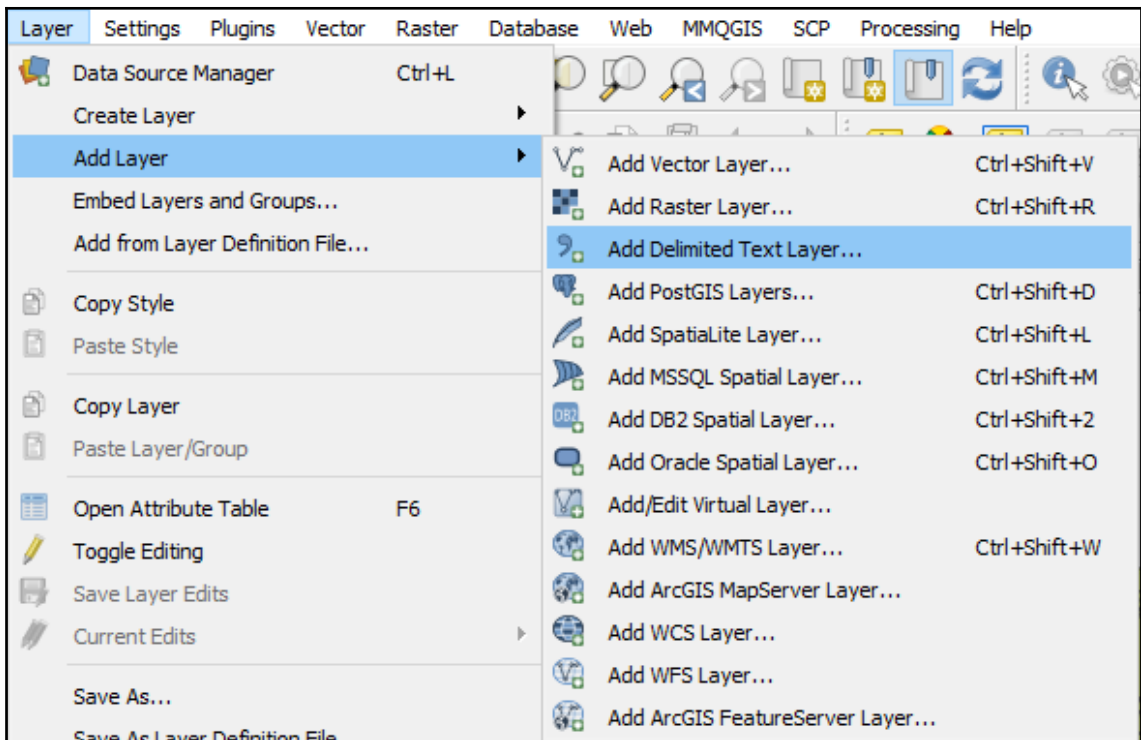 Layer Settings Plugins Vector Raster Database Web MMQGIS SCP Processing Help
Data Source Manager Ctrl+L
Create Layer
Add Layer
Embed Layers and Groups...
Add from Layer Definition File...
Copy Style
Paste Style
Copy Layer
Paste Layer/Group
Open Attribute Table F6
Toggle Editing
Save Layer Edits
Current Edits
Save As...
Save As Layer Definition File
Add Vector Layer... Ctrl+Shift+V
Add Raster Layer... Ctrl+Shift+R
Add Delimited Text Layer...
Add PostGIS Layers... Ctrl+Shift+D
Add SpatiaLite Layer... Ctrl+Shift+L
Add MSSQL Spatial Layer... Ctrl+Shift+M
DB2 Add DB2 Spatial Layer... Ctrl+Shift+2
Add Oracle Spatial Layer... Ctrl+Shift+O
Add/Edit Virtual Layer...
Add WMS/WMTS Layer... Ctrl+Shift+W
Add ArcGIS MapServer Layer...
Add WCS Layer...
Add WFS Layer...
Add ArcGIS FeatureServer Layer...